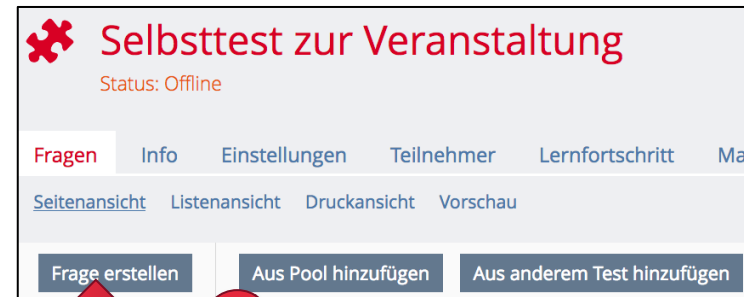 Selbsttest zur Veranstaltung
Status: Offline
Fragen Info Einstellungen Teilnehmer Lernfortschritt
Seitenansicht Listenansicht Druckansicht Vorschau
Frage erstellen Aus Pool hinzufügen Aus anderem Test hinzufügen